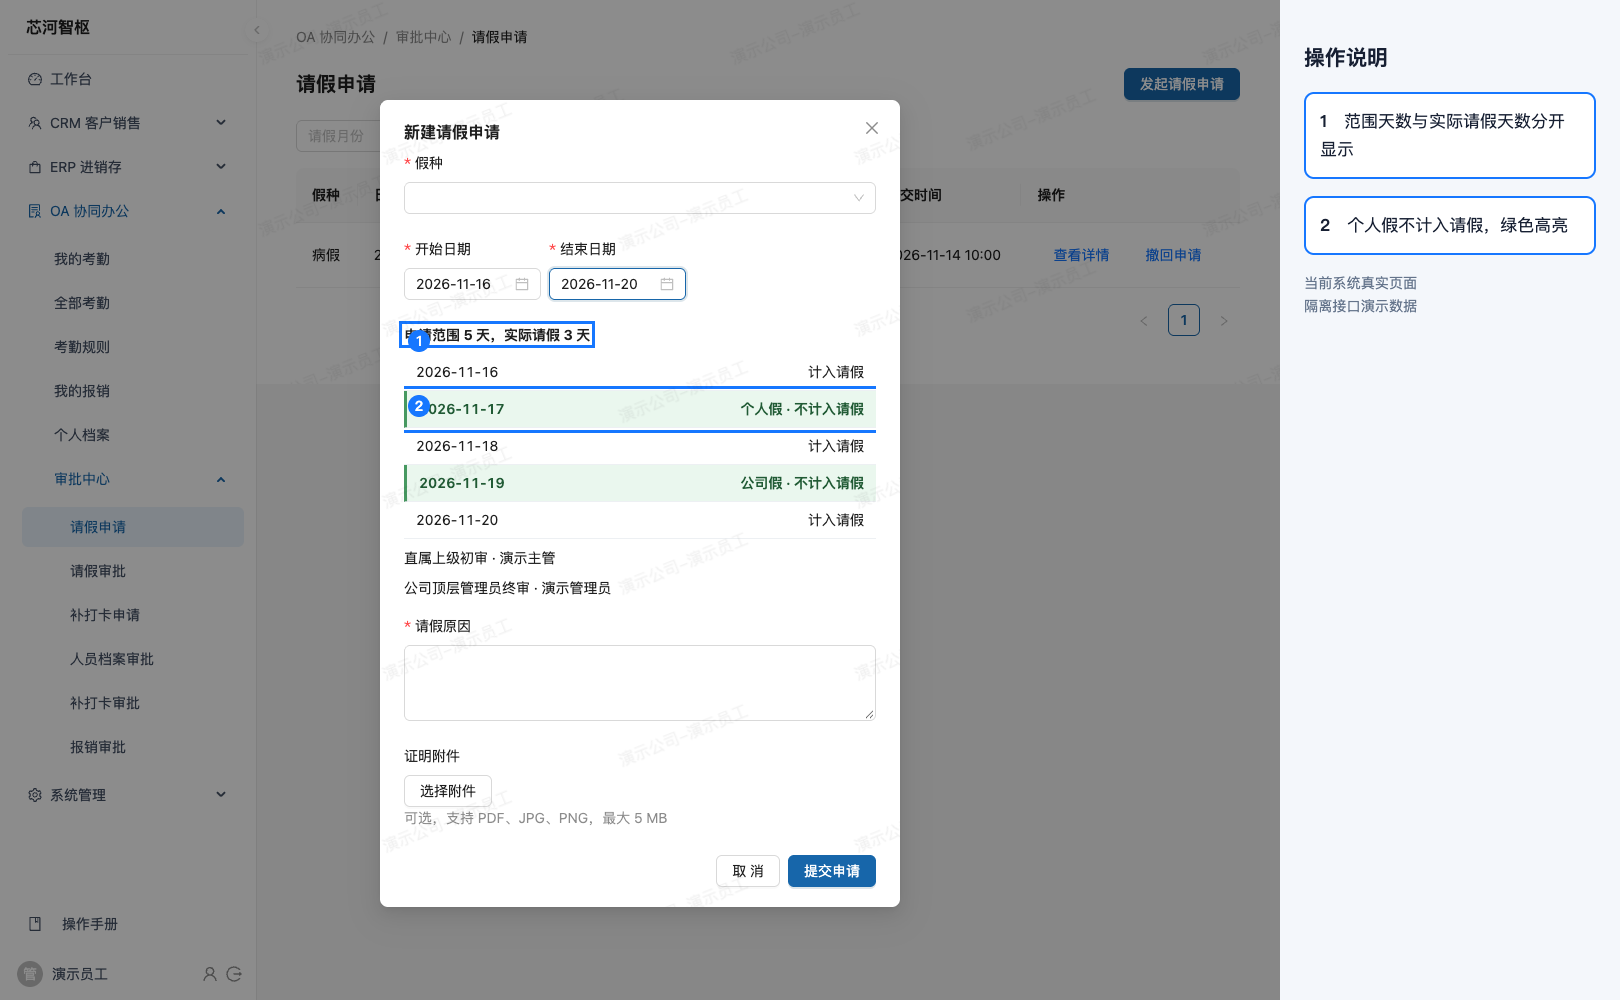 芯河智枢
工作台
CRM 客户销售
ERP 进销存
OA 协同办公
我的考勤
全部考勤
考勤规则
我的报销
个人档案
审批中心
请假申请
请假审批
补打卡申请
人员档案审批
补打卡审批
报销审批
系统管理
操作手册
管 演示员工
OA 协同办公 / 审批中心 / 请假申请
请假申请
发起请假申请
请假月份
假种
交时间
操作
病假
2
26-11-14 10:00
查看详情
撤回申请
1
新建请假申请
* 假种
* 开始日期
* 结束日期
2026-11-16
2026-11-20
范围 5 天，实际请假 3 天
1
2026-11-16 计入请假
2
026-11-17 个人假 · 不计入请假
2026-11-18 计入请假
2026-11-19 公司假 · 不计入请假
2026-11-20 计入请假
直属上级初审 · 演示主管
公司顶层管理员终审 · 演示管理员
* 请假原因
证明附件
选择附件
可选，支持 PDF、JPG、PNG，最大 5 MB
取 消
提交申请
演示公司-演示员工
操作说明
1 范围天数与实际请假天数分开
显示
2 个人假不计入请假，绿色高亮
当前系统真实页面
隔离接口演示数据